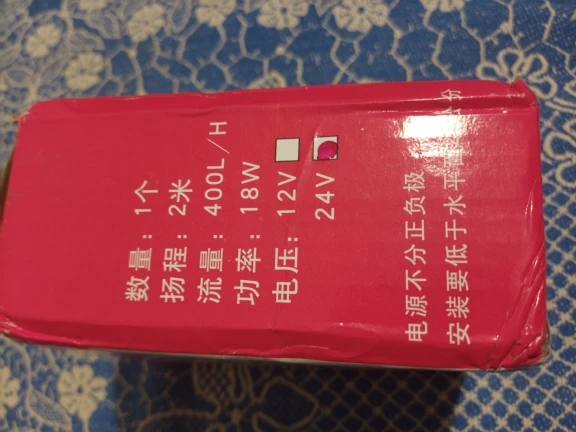 数量：1个
扬程：2米
流量：400L/H
功率：18W
电压：12V
24V
电源不分正负极
安装要低于水平面